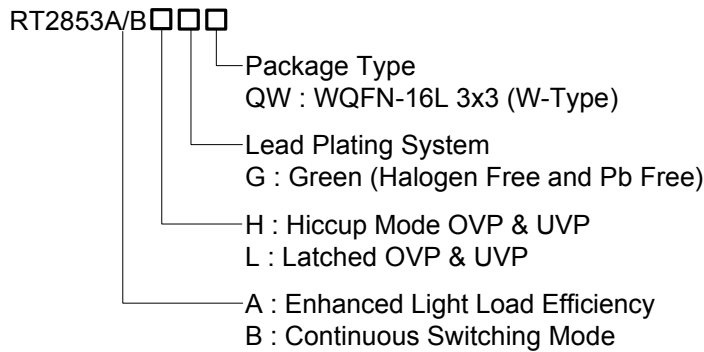 RT2853A/B□□□
Package Type
QW : WQFN-16L 3x3 (W-Type)
Lead Plating System
G : Green (Halogen Free and Pb Free)
H : Hiccup Mode OVP & UVP
L : Latched OVP & UVP
A : Enhanced Light Load Efficiency
B : Continuous Switching Mode